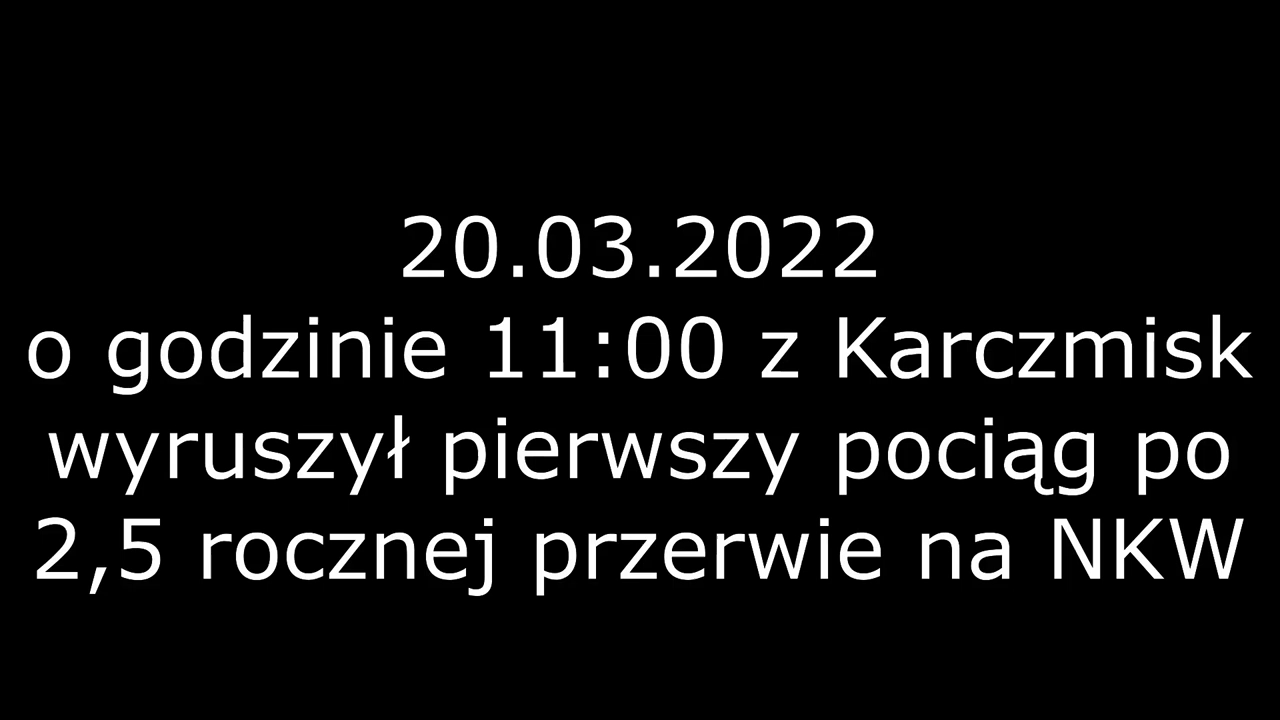 20.03.2022
o godzinie 11:00 z Karczmisk
wyruszył pierwszy pociąg po
2,5 rocznej przerwie na NKW